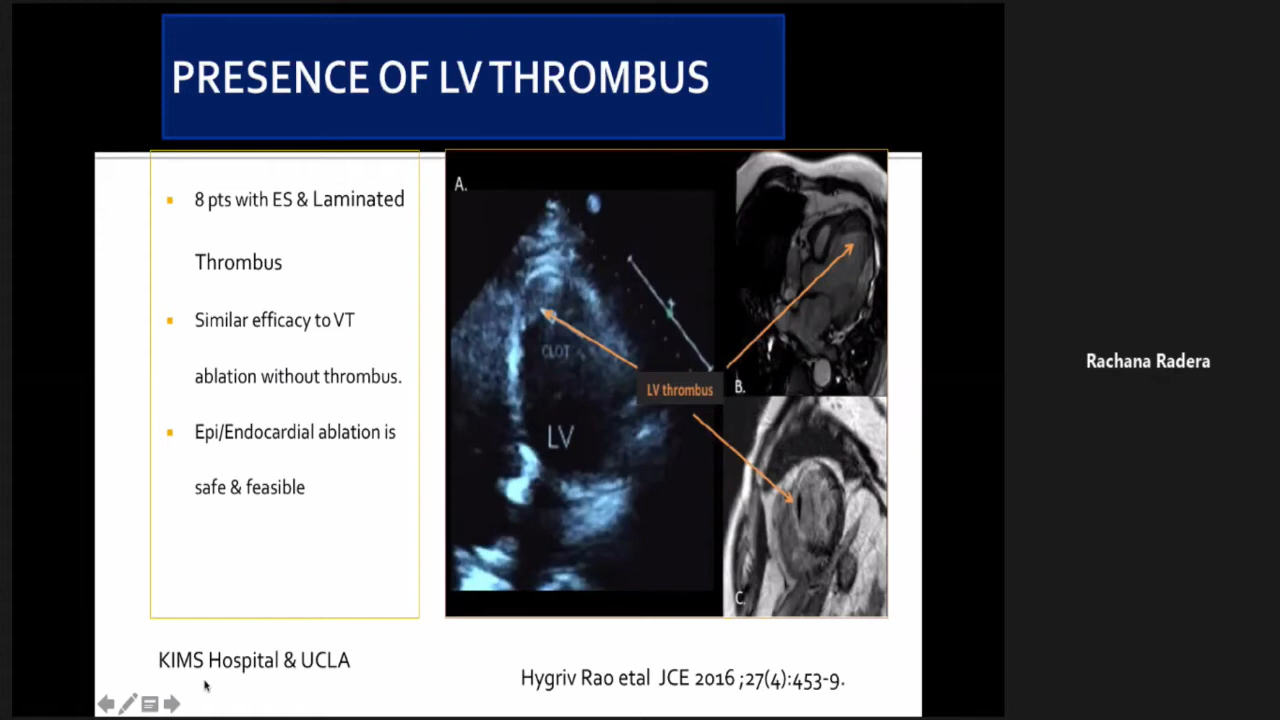 PRESENCE OF LV THROMBUS
8 pts with ES & Laminated
Thrombus
Similar efficacy to VT
ablation without thrombus.
Epi/Endocardial ablation is
safe & feasible
A.
CLOT
LV
LV thrombus
B.
C.
KIMS Hospital & UCLA
Hygriv Rao etal JCE 2016 ;27(4):453-9.
Rachana Radera